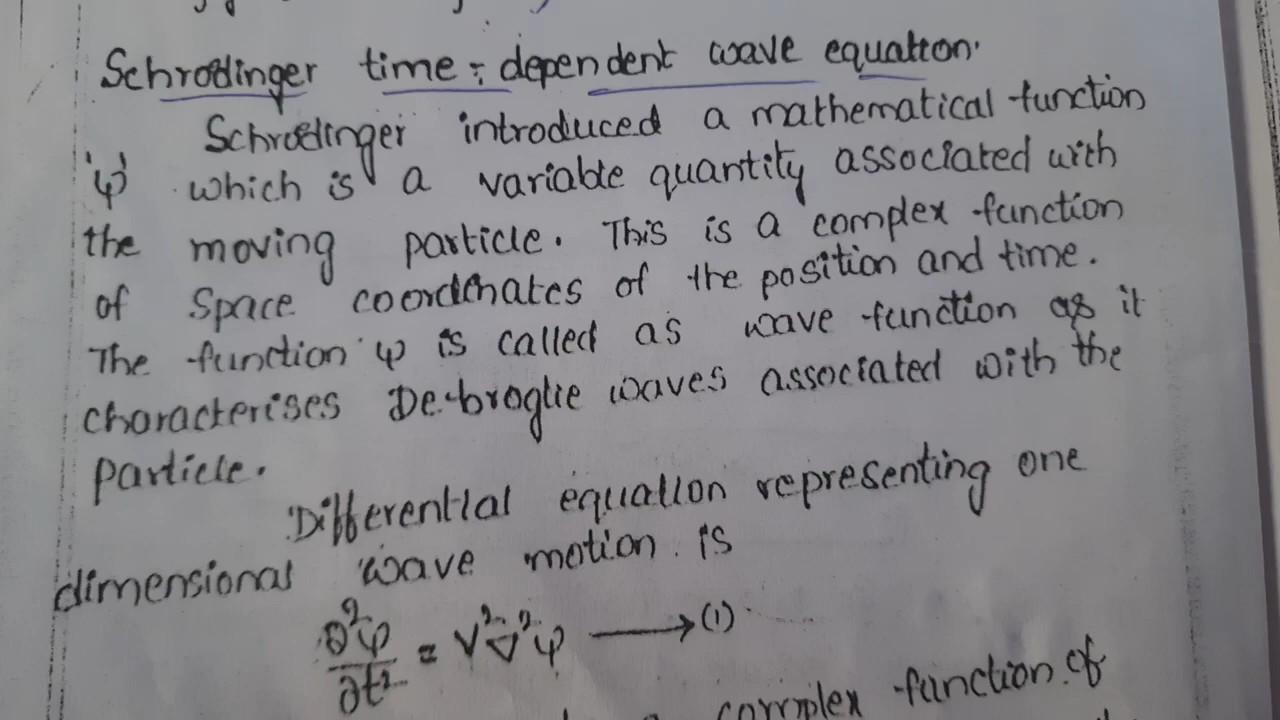 Schrodinger time-dependent wave equation.
Schrodinger introduced a mathematical function
'ψ' which is a variable quantity associated with
the moving particle. This is a complex function
of space coordinates of the position and time.
The function ψ is called as wave function as it
characterises De-broglie waves associated with the
particle.
Differential equation representing one
dimensional wave motion is
∂²ψ/∂t² = v²∇²ψ ⟶ (1)
complex function of